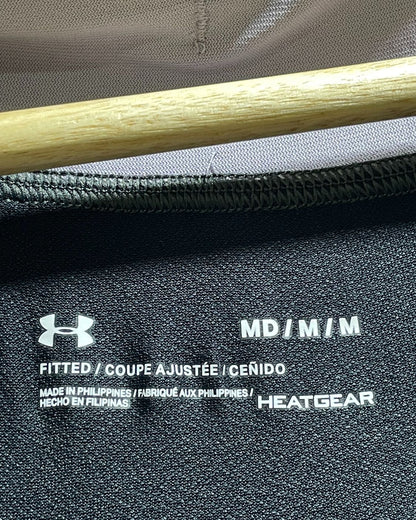 MD / M / M
FITTED / COUPE AJUSTÉE / CEÑIDO
MADE IN PHILIPPINES / FABRIQUÉ AUX PHILIPPINES /
HECHO EN FILIPINAS
HEATGEAR